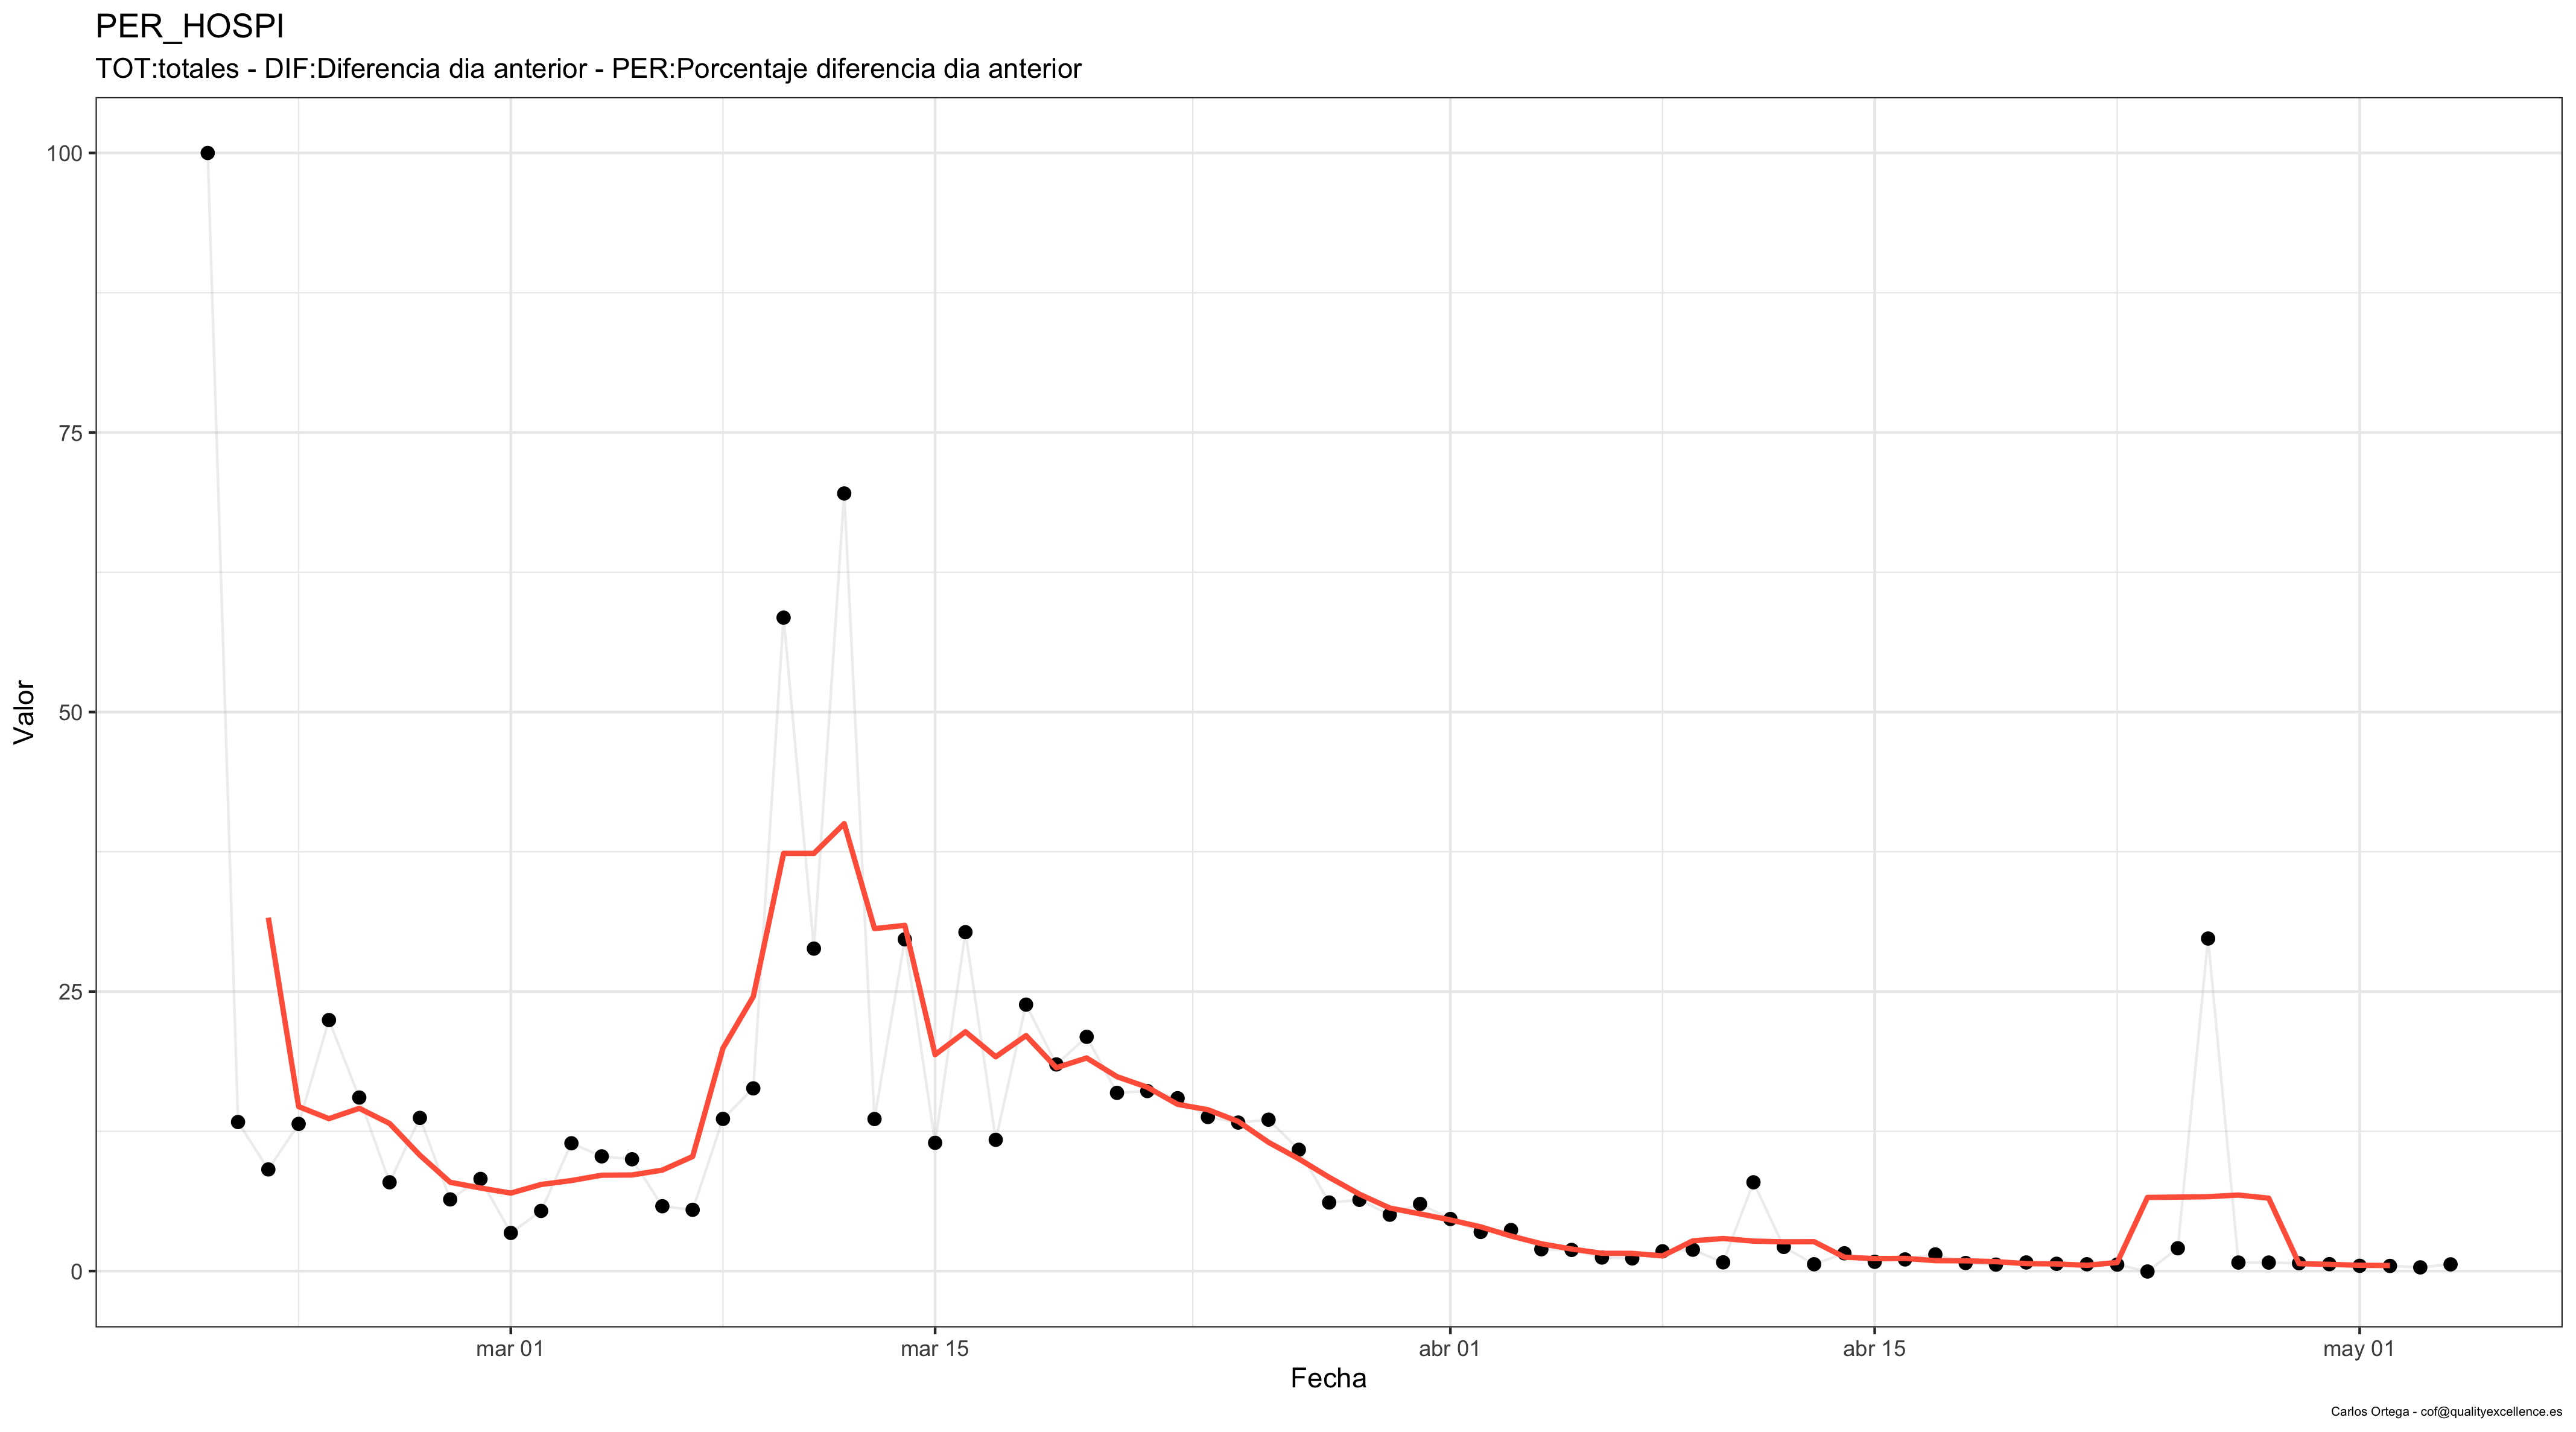 PER_HOSPI
TOT:totales - DIF:Diferencia dia anterior - PER:Porcentaje diferencia dia anterior
100
75
50
25
0
Valor
mar 01
mar 15
abr 01
abr 15
may 01
Fecha
Carlos Ortega - cof@qualityexcellence.es